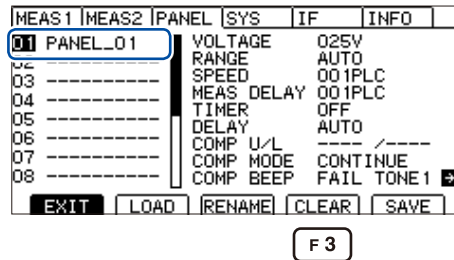 MEAS1 MEAS2 PANEL SYS IF INFO
01 PANEL_01 VOLTAGE 025V
02 ---------- RANGE AUTO
03 ---------- SPEED 001PLC
04 ---------- MEAS DELAY 001PLC
05 ---------- TIMER OFF
06 ---------- DELAY AUTO
07 ---------- COMP U/L ---- /----
08 ---------- COMP MODE CONTINUE
COMP BEEP FAIL TONE1
EXIT LOAD RENAME CLEAR SAVE
F3